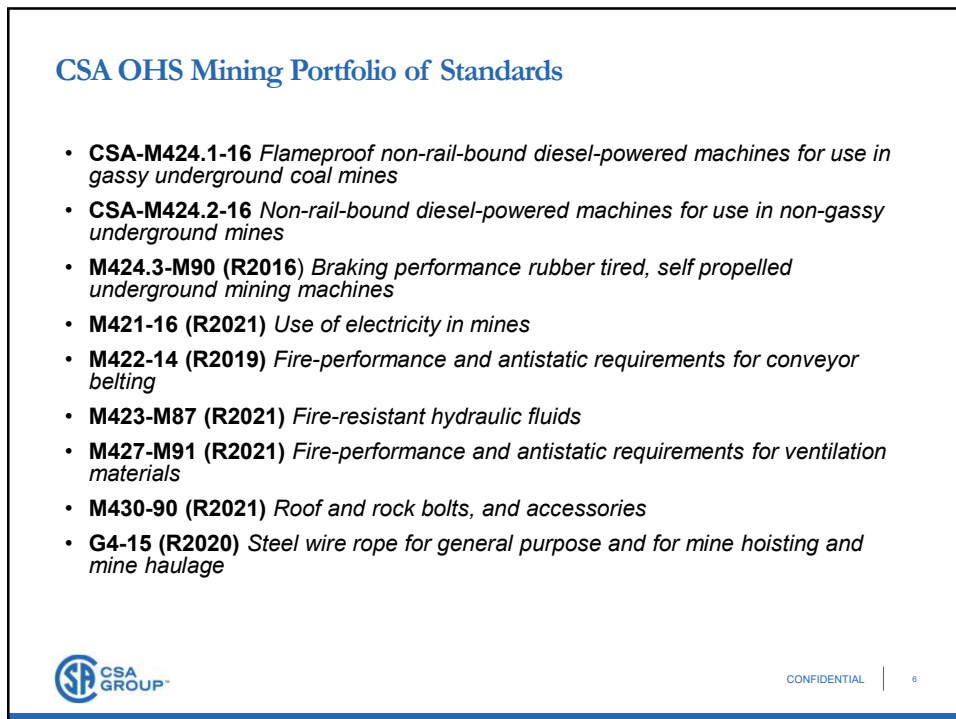 CSA OHS Mining Portfolio of Standards
• CSA-M424.1-16 Flameproof non-rail-bound diesel-powered machines for use in
gassy underground coal mines
• CSA-M424.2-16 Non-rail-bound diesel-powered machines for use in non-gassy
underground mines
• M424.3-M90 (R2016) Braking performance rubber tired, self propelled
underground mining machines
• M421-16 (R2021) Use of electricity in mines
• M422-14 (R2019) Fire-performance and antistatic requirements for conveyor
belting
• M423-M87 (R2021) Fire-resistant hydraulic fluids
• M427-M91 (R2021) Fire-performance and antistatic requirements for ventilation
materials
• M430-90 (R2021) Roof and rock bolts, and accessories
• G4-15 (R2020) Steel wire rope for general purpose and for mine hoisting and
mine haulage
CSA
GROUP™
CONFIDENTIAL
6